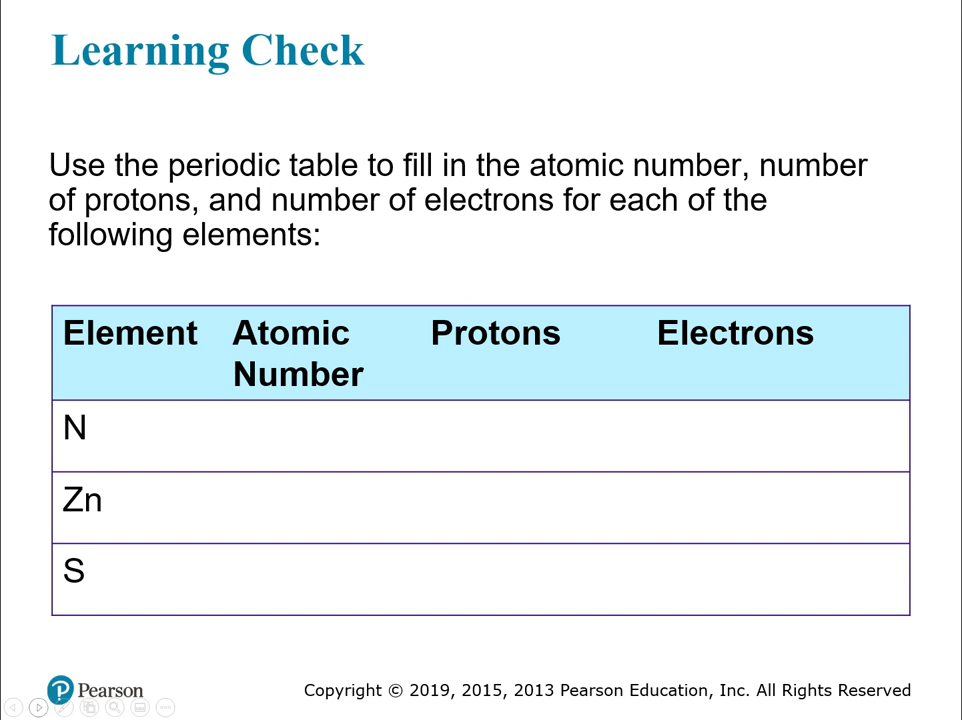 Learning Check
Use the periodic table to fill in the atomic number, number
of protons, and number of electrons for each of the
following elements:
Element Atomic Number Protons Electrons
N
Zn
S
Pearson
Copyright © 2019, 2015, 2013 Pearson Education, Inc. All Rights Reserved